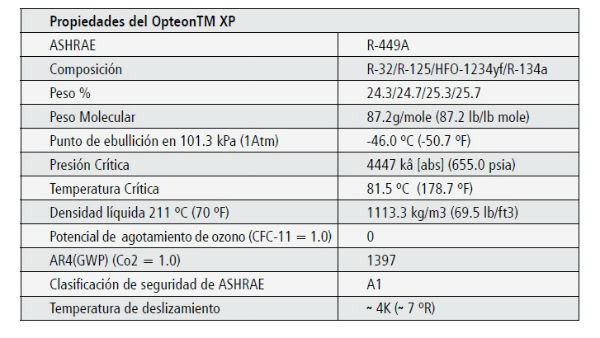 Propiedades del OpteonTM XP
ASHRAE R-449A
Composición R-32/R-125/HFO-1234yf/R-134a
Peso % 24.3/24.7/25.3/25.7
Peso Molecular 87.2g/mole (87.2 lb/lb mole)
Punto de ebullición en 101.3 kPa (1Atm) -46.0 ºC (-50.7 ºF)
Presión Crítica 4447 kâ [abs] (655.0 psia)
Temperatura Crítica 81.5 ºC (178.7 ºF)
Densidad líquida 211 ºC (70 ºF) 1113.3 kg/m3 (69.5 lb/ft3)
Potencial de agotamiento de ozono (CFC-11 = 1.0) 0
AR4(GWP) (Co2 = 1.0) 1397
Clasificación de seguridad de ASHRAE A1
Temperatura de deslizamiento ~ 4K (~ 7 ºR)